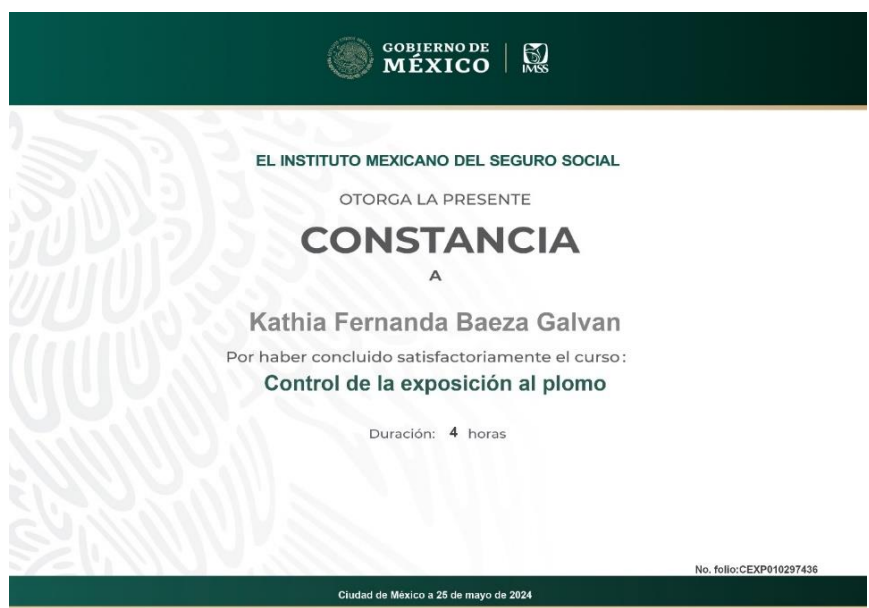 GOBIERNO DE
MÉXICO
IMSS
EL INSTITUTO MEXICANO DEL SEGURO SOCIAL
OTORGA LA PRESENTE
CONSTANCIA
A
Kathia Fernanda Baeza Galvan
Por haber concluido satisfactoriamente el curso:
Control de la exposición al plomo
Duración: 4 horas
No. folio:CEXP010297436
Ciudad de México a 25 de mayo de 2024